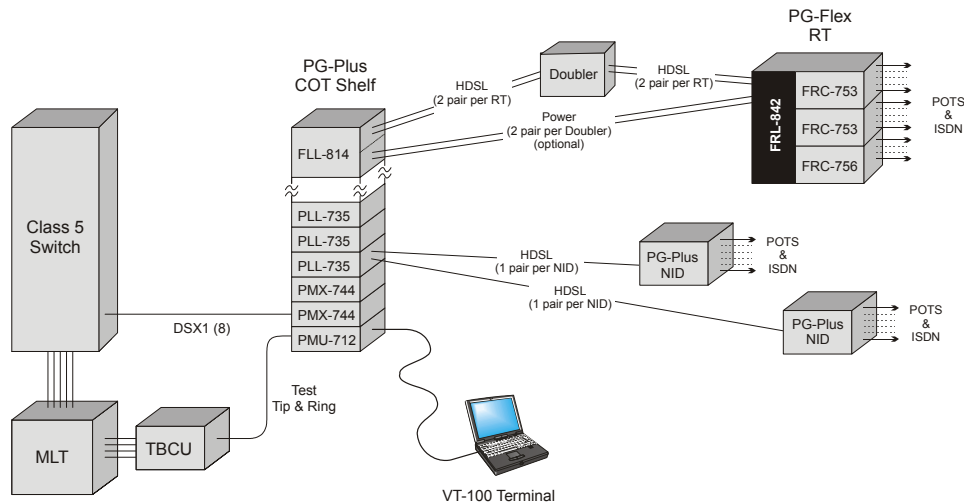 PG-Flex
RT
PG-Plus
COT Shelf
HDSL
(2 pair per RT)
Doubler
HDSL
(2 pair per RT)
FRL-842
FRC-753
FRC-753
FRC-756
POTS
&
ISDN
Power
(2 pair per Doubler)
(optional)
FLL-814
Class 5
Switch
PLL-735
PLL-735
PLL-735
PMX-744
PMX-744
PMU-712
HDSL
(1 pair per NID)
PG-Plus
NID
POTS
&
ISDN
HDSL
(1 pair per NID)
PG-Plus
NID
POTS
&
ISDN
DSX1 (8)
Test
Tip & Ring
MLT
TBCU
VT-100 Terminal